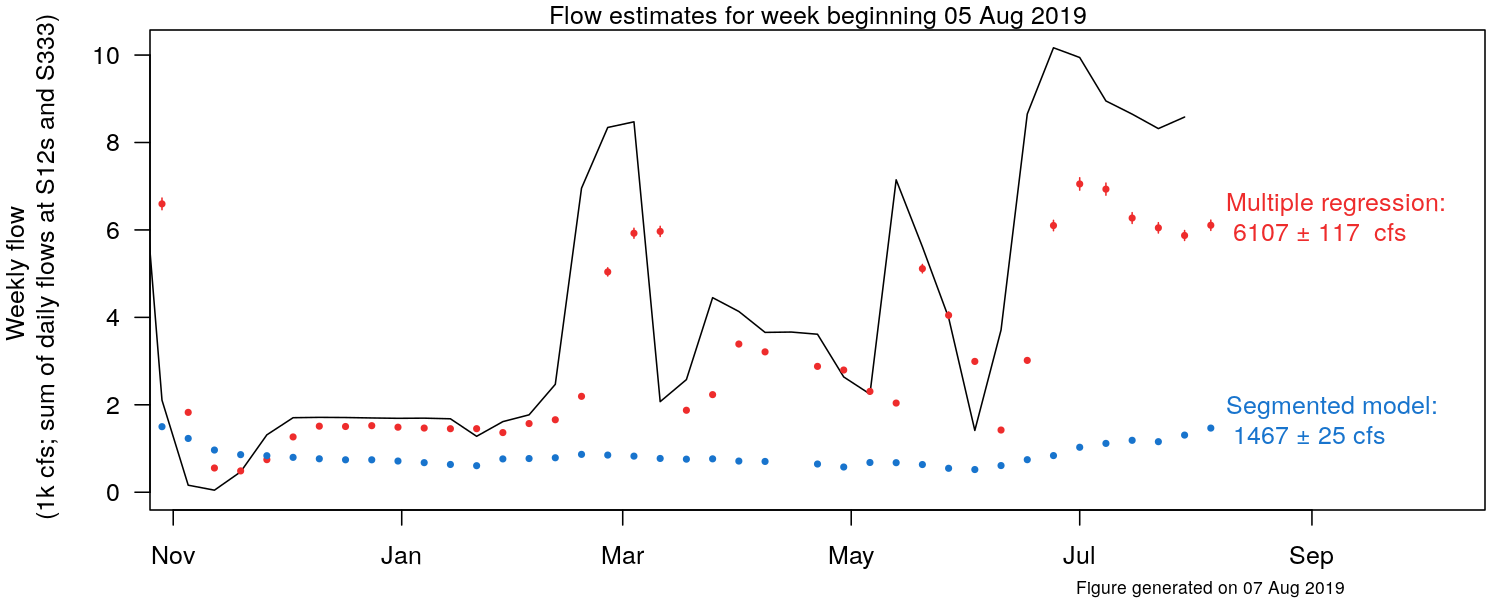 Flow estimates for week beginning 05 Aug 2019
Weekly flow
(1k cfs; sum of daily flows at S12s and S333)
10
8
6
4
2
0
Multiple regression:
6107 ± 117 cfs
Segmented model:
1467 ± 25 cfs
Nov Jan Mar May Jul Sep
Figure generated on 07 Aug 2019